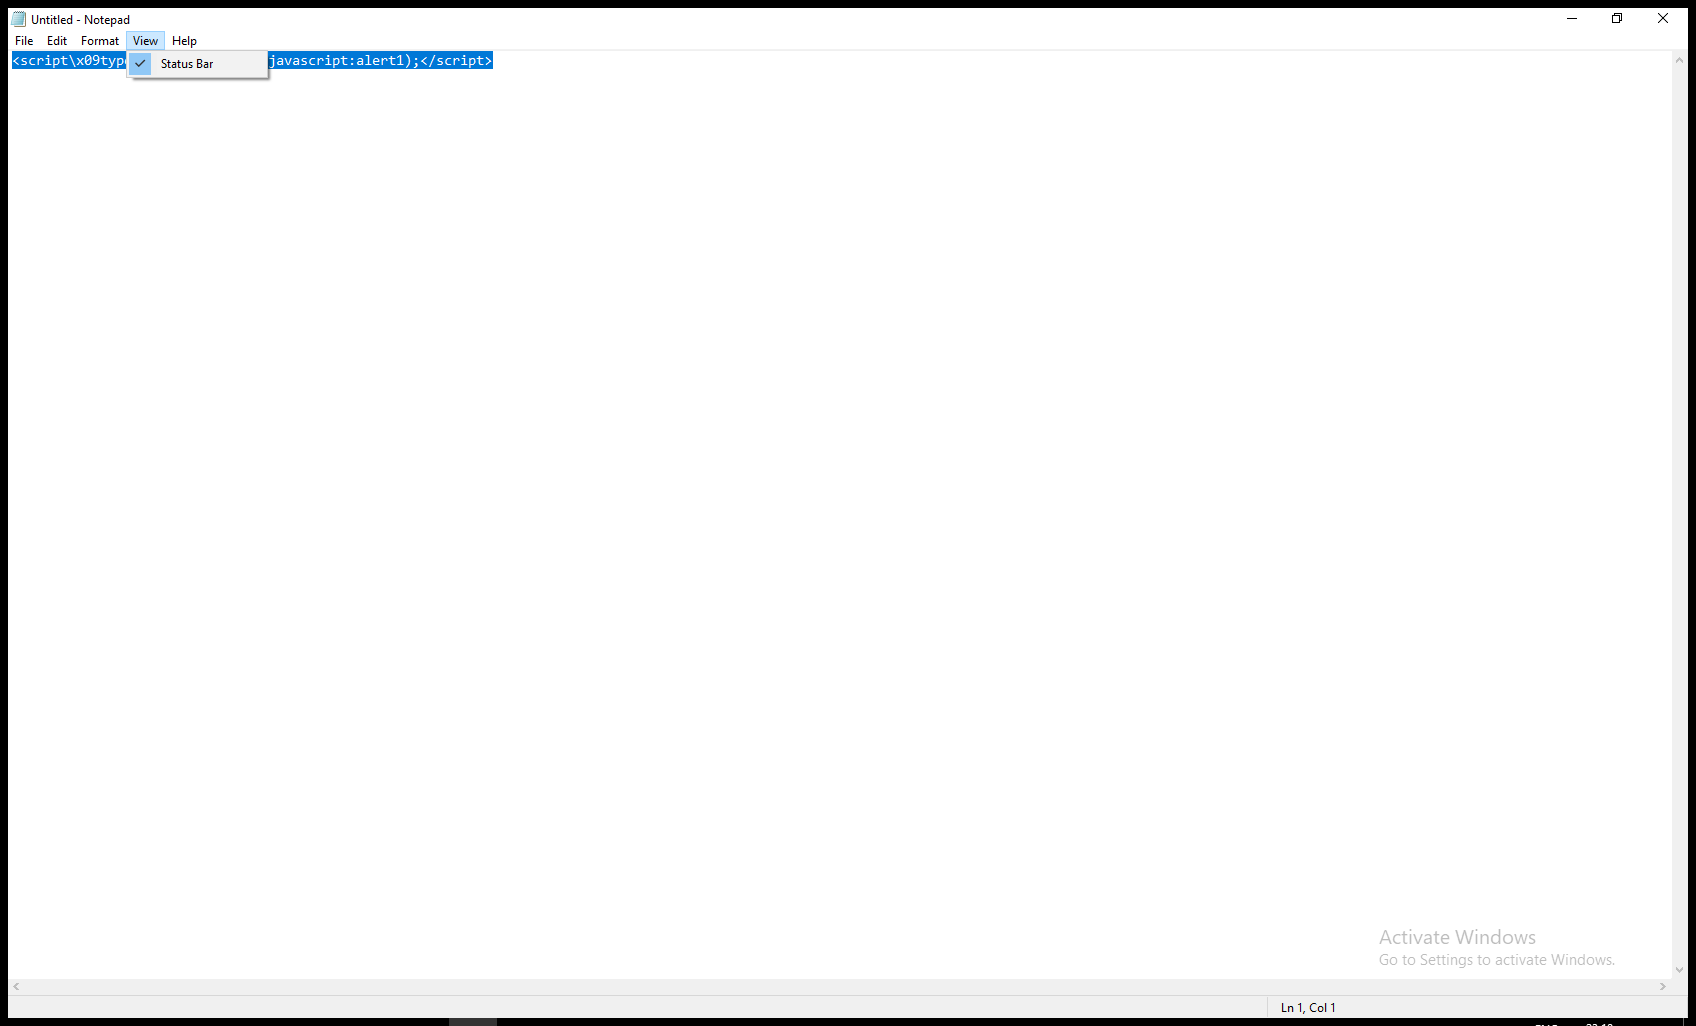 Untitled - Notepad
File Edit Format View Help
<script\x09typ javascript:alert1);</script>
Status Bar
Activate Windows
Go to Settings to activate Windows.
Ln 1, Col 1